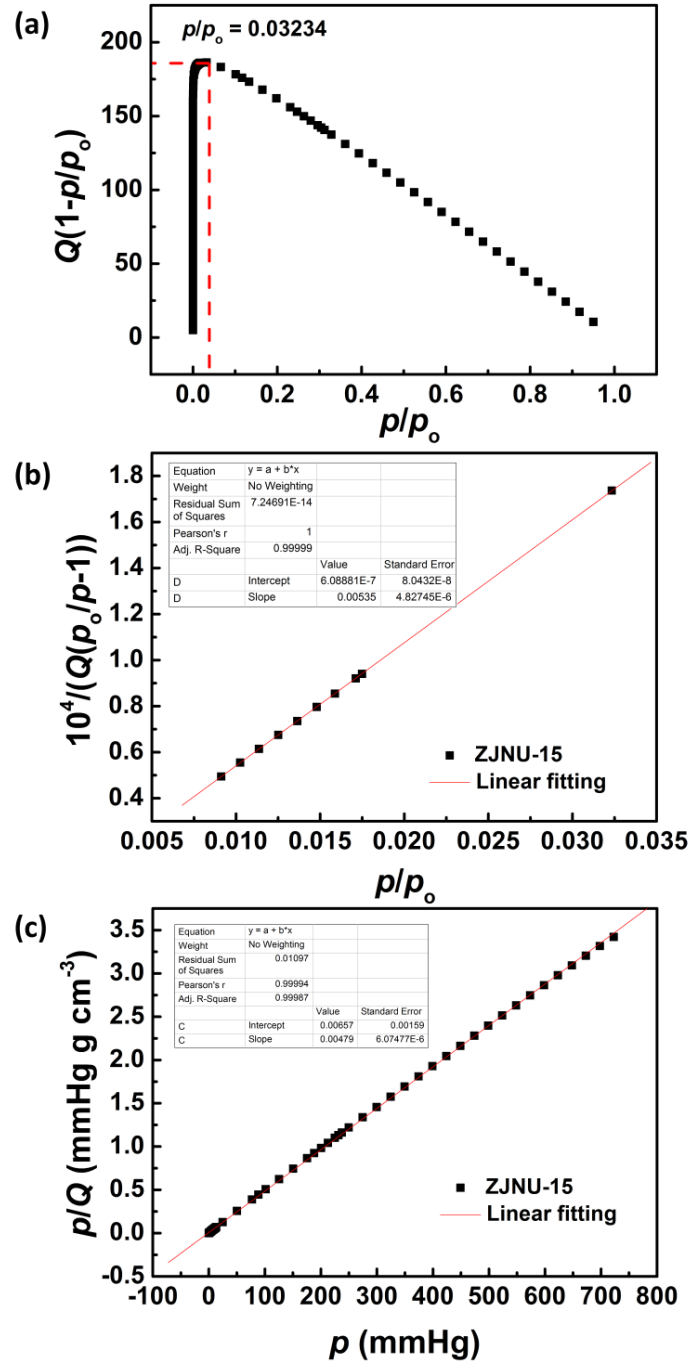 (a)
p/po = 0.03234
200
150
100
50
0
Q(1-p/po)
0.0 0.2 0.4 0.6 0.8 1.0
p/po
(b)
1.8
1.6
1.4
1.2
1.0
0.8
0.6
0.4
10⁴/(Q(po/p-1))
Equation y = a + b*x
Weight No Weighting
Residual Sum of Squares 7.24691E-14
Pearson's r 1
Adj. R-Square 0.99999
Value Standard Error
D Intercept 6.08881E-7 8.0432E-8
D Slope 0.00535 4.82745E-6
ZJNU-15
Linear fitting
0.005 0.010 0.015 0.020 0.025 0.030 0.035
p/po
(c)
3.5
3.0
2.5
2.0
1.5
1.0
0.5
0.0
-0.5
p/Q (mmHg g cm⁻³)
Equation y = a + b*x
Weight No Weighting
Residual Sum of Squares 0.01097
Pearson's r 0.99994
Adj. R-Square 0.99987
Value Standard Error
C Intercept 0.00657 0.00159
C Slope 0.00479 6.07477E-6
ZJNU-15
Linear fitting
-100 0 100 200 300 400 500 600 700 800
p (mmHg)